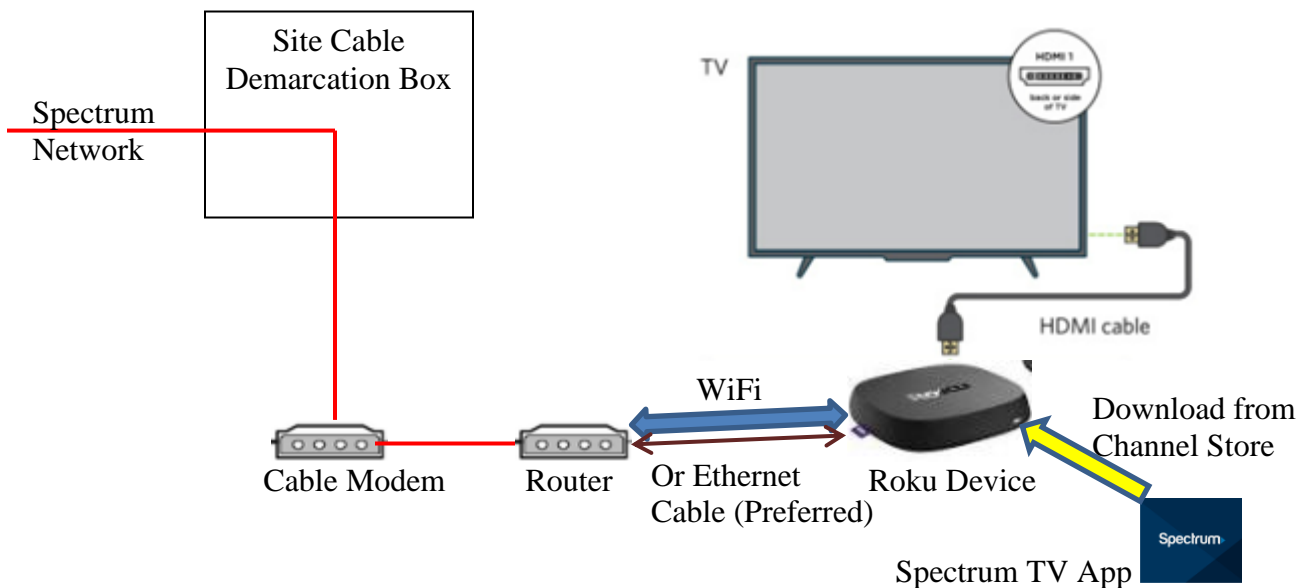 Site Cable
Demarcation Box
Spectrum
Network
TV
HDMI 1
back or side
of TV
HDMI cable
WiFi
Download from
Channel Store
Cable Modem
Router
Or Ethernet
Cable (Preferred)
Roku Device
Spectrum
Spectrum TV App